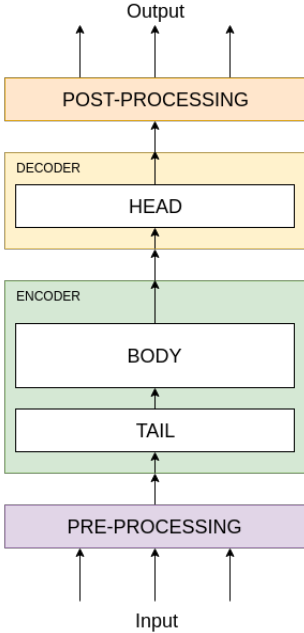 Output
POST-PROCESSING
DECODER
HEAD
ENCODER
BODY
TAIL
PRE-PROCESSING
Input